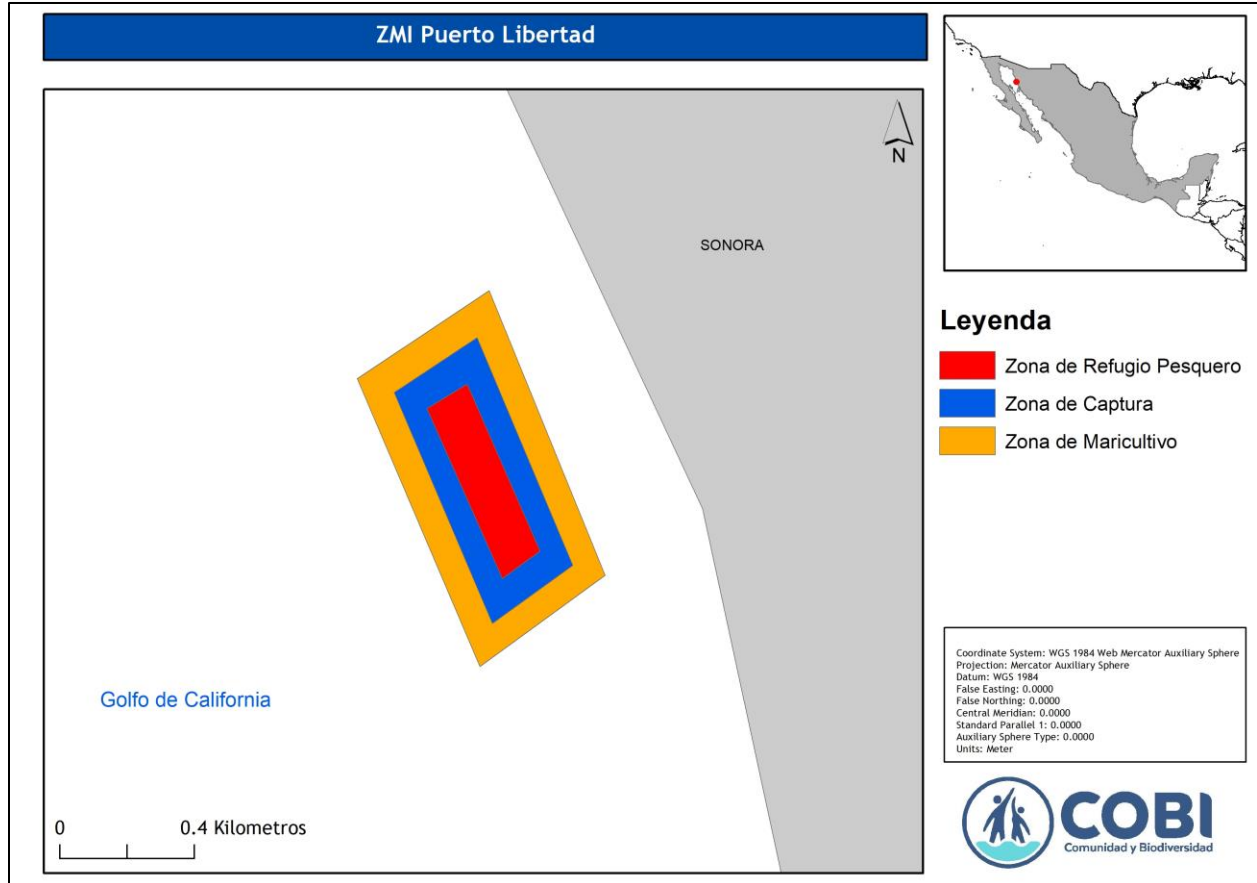 ZMI Puerto Libertad
N
SONORA
Golfo de California
0 0.4 Kilometros
Leyenda
Zona de Refugio Pesquero
Zona de Captura
Zona de Maricultivo
Coordinate System: WGS 1984 Web Mercator Auxiliary Sphere
Projection: Mercator Auxiliary Sphere
Datum: WGS 1984
False Easting: 0.0000
False Northing: 0.0000
Central Meridian: 0.0000
Standard Parallel 1: 0.0000
Auxiliary Sphere Type: 0.0000
Units: Meter
COBI
Comunidad y Biodiversidad